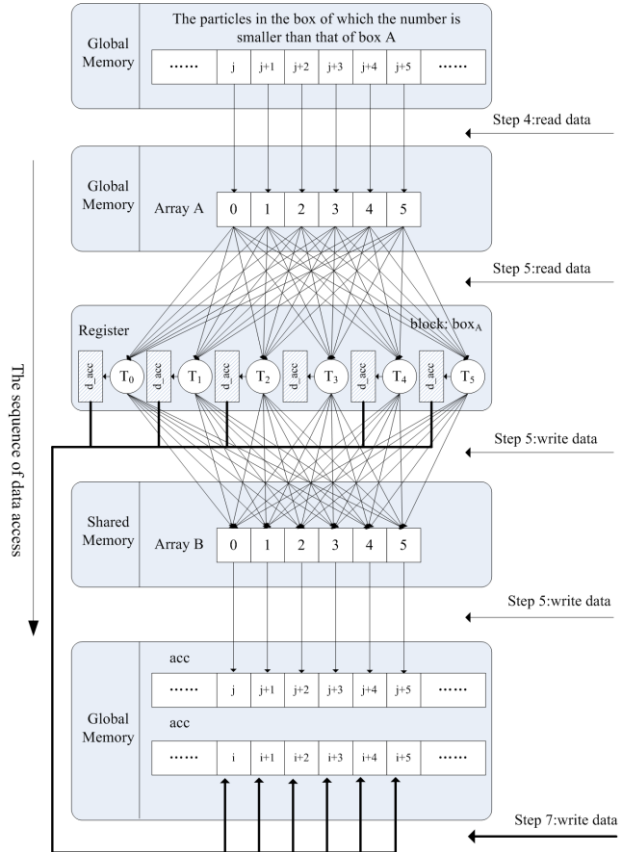 The particles in the box of which the number is
smaller than that of box A
Global
Memory
...... j j+1 j+2 j+3 j+4 j+5 ......
Step 4:read data
Global
Memory
Array A
0 1 2 3 4 5
Step 5:read data
Register
block: boxA
d_acc T0 d_acc T1 d_acc T2 d_acc T3 d_acc T4 d_acc T5
The sequence of data access
Step 5:write data
Shared
Memory
Array B
0 1 2 3 4 5
Step 5:write data
acc
...... j j+1 j+2 j+3 j+4 j+5 ......
Global
Memory
acc
...... i i+1 i+2 i+3 i+4 i+5 ......
Step 7:write data